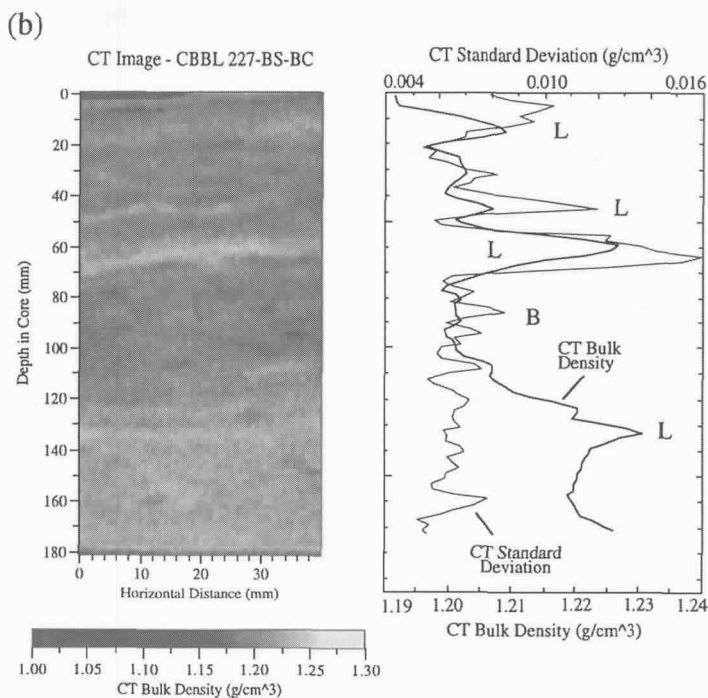 (b)
CT Image - CBBL 227-BS-BC
0
20
40
60
80
100
120
140
160
180
Depth in Core (mm)
0 10 20 30
Horizontal Distance (mm)
1.00 1.05 1.10 1.15 1.20 1.25 1.30
CT Bulk Density (g/cm^3)
CT Standard Deviation (g/cm^3)
0.004 0.010 0.016
L
L
L
B
CT Bulk
Density
L
CT Standard
Deviation
1.19 1.20 1.21 1.22 1.23 1.24
CT Bulk Density (g/cm^3)